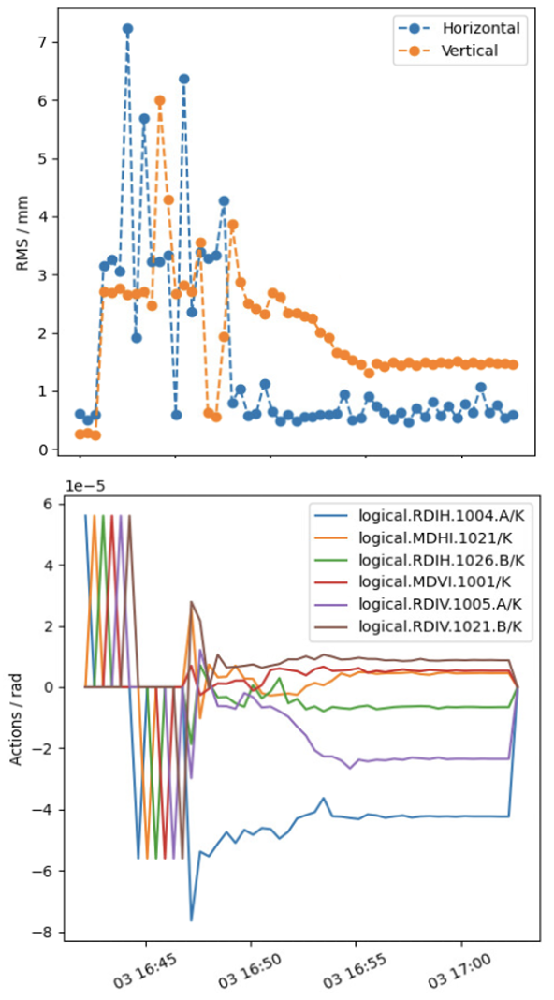 Horizontal
Vertical
7
6
5
4
3
2
1
0
RMS / mm
1e−5
logical.RDIH.1004.A/K
logical.MDHI.1021/K
logical.RDIH.1026.B/K
logical.MDVI.1001/K
logical.RDIV.1005.A/K
logical.RDIV.1021.B/K
6
4
2
0
−2
−4
−6
−8
Actions / rad
03 16:45
03 16:50
03 16:55
03 17:00